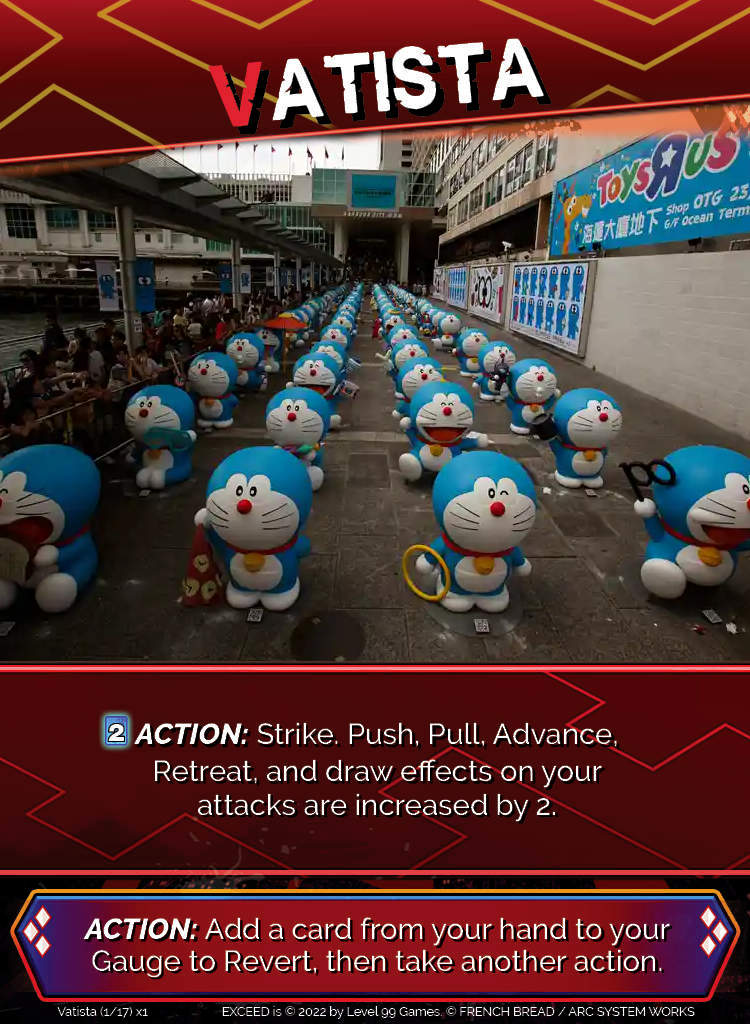 VATISTA
TOYSRUS
海運大廈地下 Shop OTG 23
G/F Ocean Termi
2 ACTION: Strike. Push, Pull, Advance,
Retreat, and draw effects on your
attacks are increased by 2.
ACTION: Add a card from your hand to your
Gauge to Revert, then take another action.
Vatista (1/17) x1 EXCEED is © 2022 by Level 99 Games. © FRENCH BREAD / ARC SYSTEM WORKS